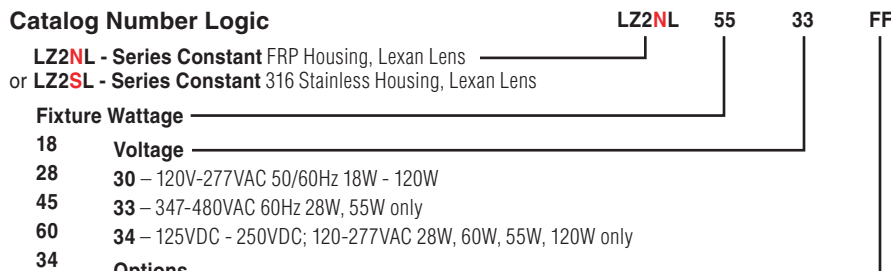 Catalog Number Logic LZ2NL 55 33 FF
LZ2NL - Series Constant FRP Housing, Lexan Lens
or LZ2SL - Series Constant 316 Stainless Housing, Lexan Lens
Fixture Wattage
18 Voltage
28 30 – 120V-277VAC 50/60Hz 18W - 120W
45 33 – 347-480VAC 60Hz 28W, 55W only
60 34 – 125VDC - 250VDC; 120-277VAC 28W, 60W, 55W, 120W only
34 Options